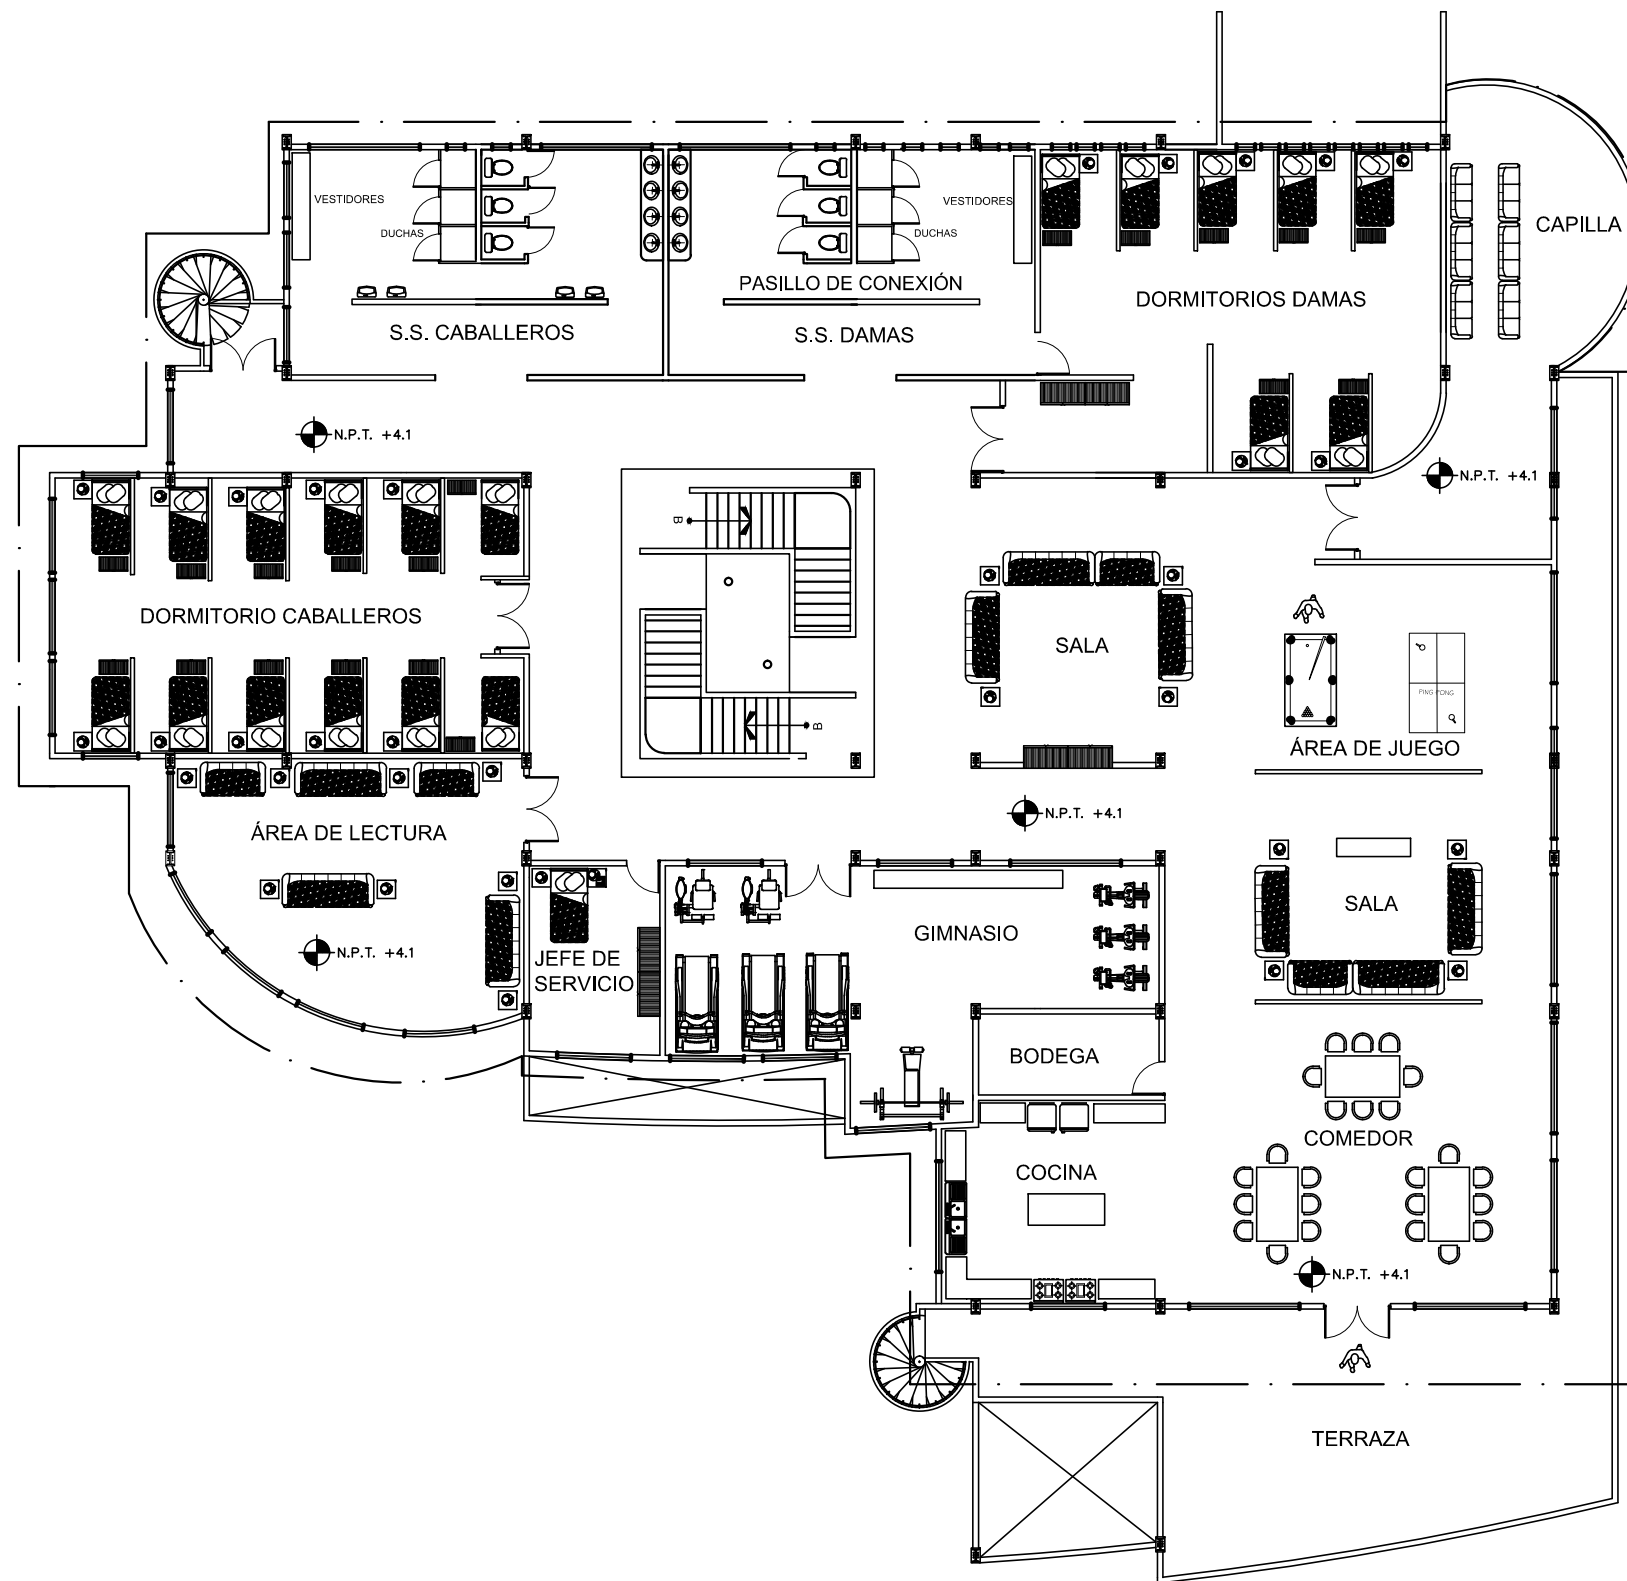 CAPILLA
VESTIDORES
VESTIDORES
DUCHAS
DUCHAS
PASILLO DE CONEXIÓN
DORMITORIOS DAMAS
S.S. CABALLEROS
S.S. DAMAS
N.P.T. +4.1
N.P.T. +4.1
B
DORMITORIO CABALLEROS
SALA
PING PONG
B
ÁREA DE JUEGO
N.P.T. +4.1
ÁREA DE LECTURA
SALA
GIMNASIO
N.P.T. +4.1
JEFE DE
SERVICIO
BODEGA
COMEDOR
COCINA
N.P.T. +4.1
TERRAZA